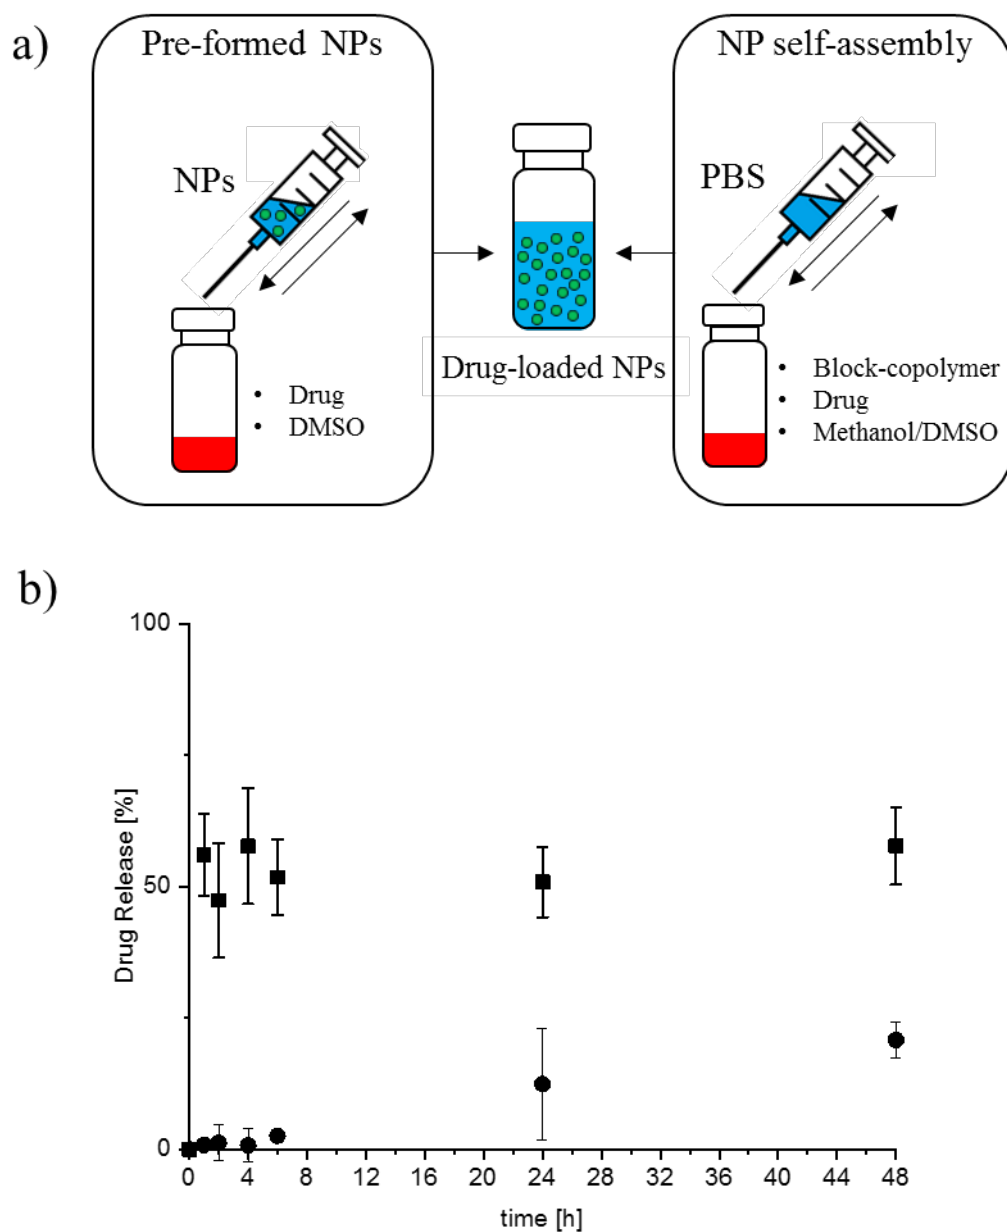 a)
Pre-formed NPs
NP self-assembly
NPs
PBS
Drug-loaded NPs
• Drug
• DMSO
• Block-copolymer
• Drug
• Methanol/DMSO
b)
100
50
0
Drug Release [%]
0 4 8 12 16 20 24 28 32 36 40 44 48
time [h]